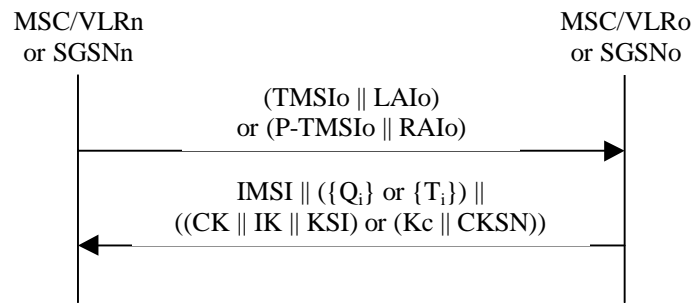 MSC/VLRn
or SGSNn
MSC/VLRo
or SGSNo
(TMSIo || LAIo)
or (P-TMSIo || RAIo)
IMSI || ({Qi} or {Ti}) ||
((CK || IK || KSI) or (Kc || CKSN))